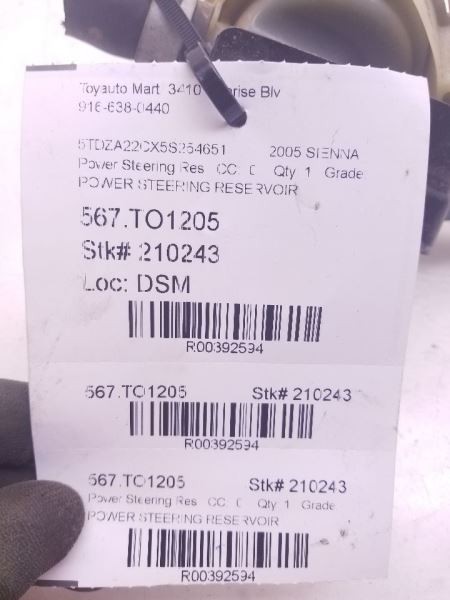 Toyauto Mart 3410 Blv
916-638-0440
5TDZA22CX5S254651 2005 SIENNA
Power Steering Res CC: 0 Qty 1 Grade
POWER STEERING RESERVOIR
567.TO1205
Stk# 210243
Loc: DSM
R00392594
567.TO1205 Stk# 210243
R00392594
567.TO1205 Stk# 210243
Power Steering Res CC: 0 Qty 1 Grade
POWER STEERING RESERVOIR
R00392594